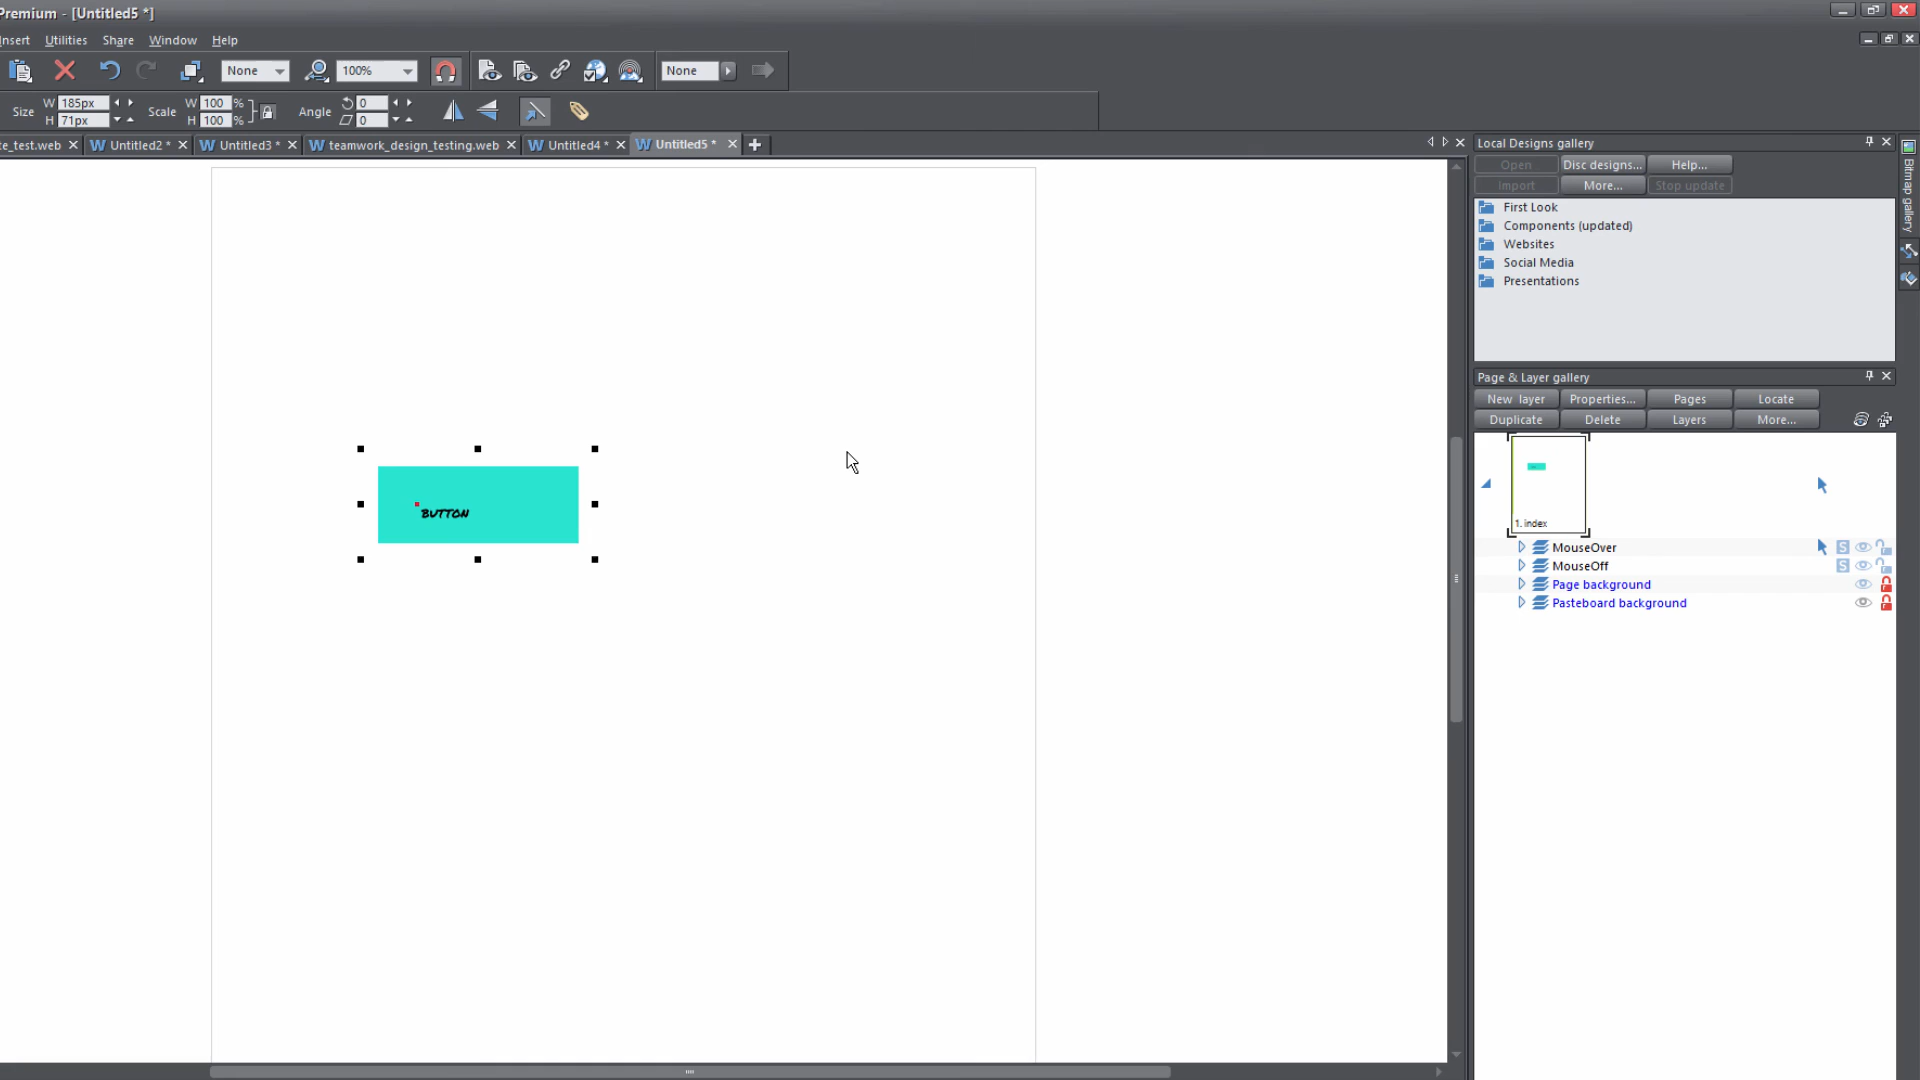 Premium - [Untitled5 *]
nsert Utilities Share Window Help
None 100% None
Size W 185px H 71px Scale W 100 % H 100 % Angle 0 0
te_test.web Untitled2 * Untitled3 * teamwork_design_testing.web Untitled4 * Untitled5 *
Local Designs gallery
Open Disc designs... Help...
Import More... Stop update
First Look
Components (updated)
Websites
Social Media
Presentations
Bitmap gallery
Page & Layer gallery
New layer Properties... Pages Locate
Duplicate Delete Layers More...
1. index
MouseOver S
MouseOff S
Page background
Pasteboard background
BUTTON